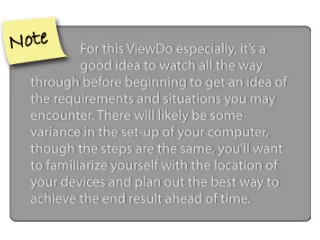 Note
For this ViewDo especially, it's a
good idea to watch all the way
through before beginning to get an idea of
the requirements and situations you may
encounter. There will likely be some
variance in the set-up of your computer,
though the steps are the same, you'll want
to familiarize yourself with the location of
your devices and plan out the best way to
achieve the end result ahead of time.